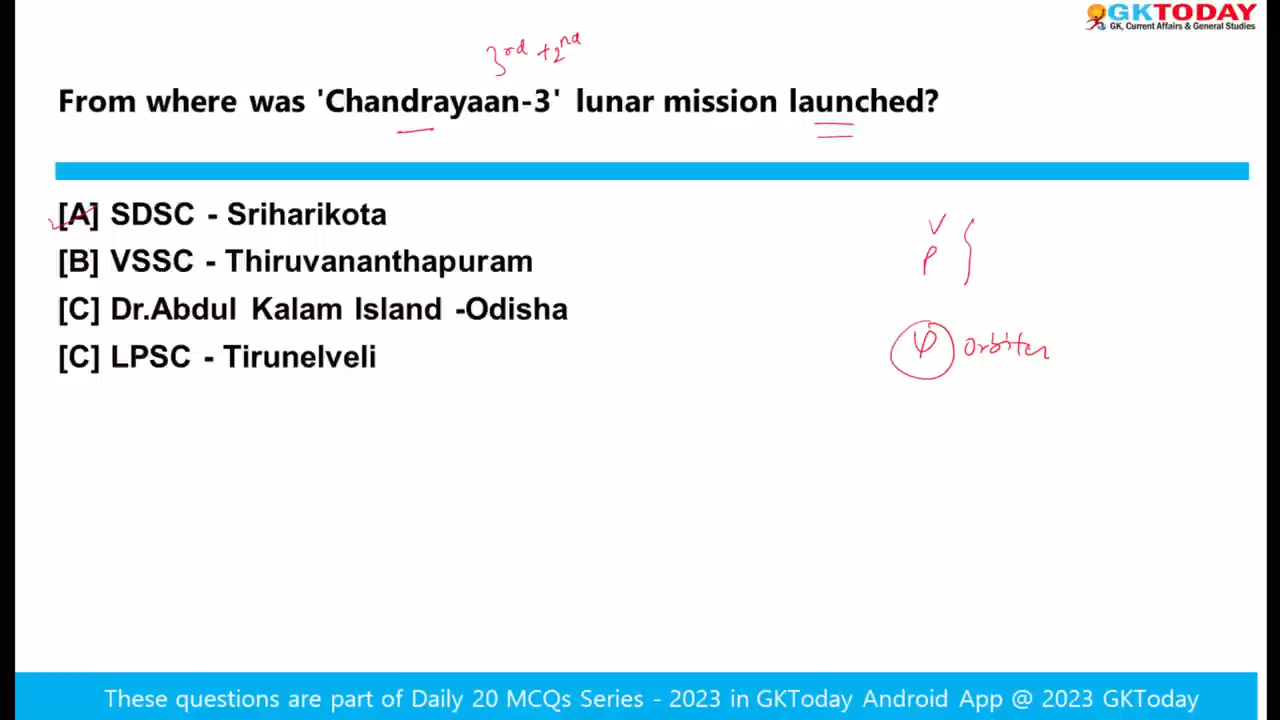 GKTODAY
GK, Current Affairs & General Studies
3rd + 2nd
From where was 'Chandrayaan-3' lunar mission launched?
[A] SDSC - Sriharikota
[B] VSSC - Thiruvananthapuram
[C] Dr.Abdul Kalam Island -Odisha
[C] LPSC - Tirunelveli
V
P
orbiter
These questions are part of Daily 20 MCQs Series - 2023 in GKToday Android App @ 2023 GKToday